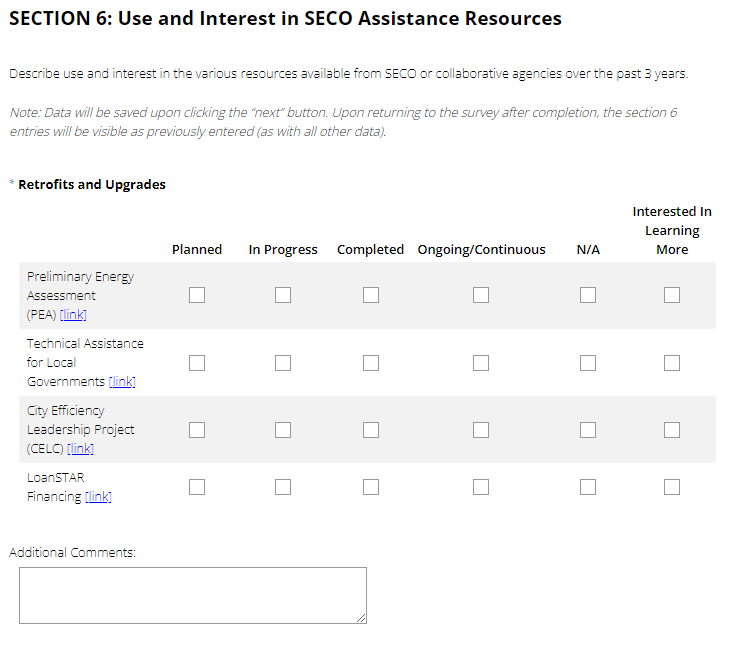 SECTION 6: Use and Interest in SECO Assistance Resources
Describe use and interest in the various resources available from SECO or collaborative agencies over the past 3 years.
Note: Data will be saved upon clicking the "next" button. Upon returning to the survey after completion, the section 6
entries will be visible as previously entered (as with all other data).
* Retrofits and Upgrades
Interested In
Learning
Planned In Progress Completed Ongoing/Continuous N/A More
Preliminary Energy
Assessment
(PEA) [link]
Technical Assistance
for Local
Governments [link]
City Efficiency
Leadership Project
(CELC) [link]
LoanSTAR
Financing [link]
Additional Comments: